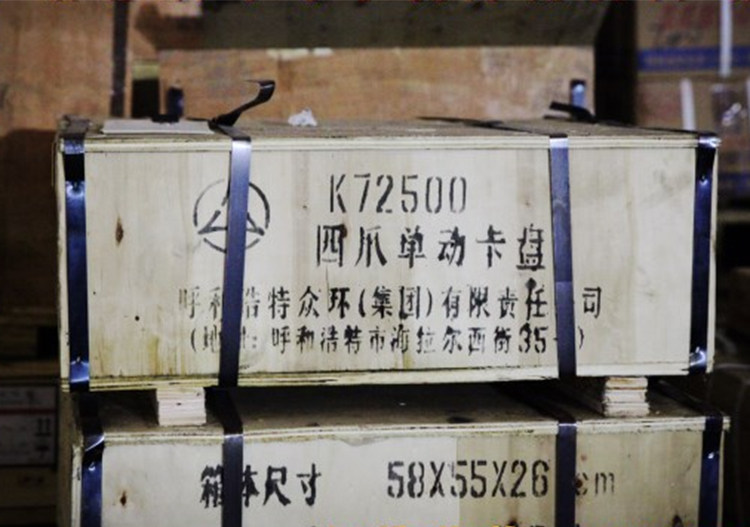 K72500
四爪单动卡盘
呼和浩特众环(集团)有限责任 司
(地址:呼和浩特市海拉尔西街35 )
箱体尺寸 58X55X26 cm